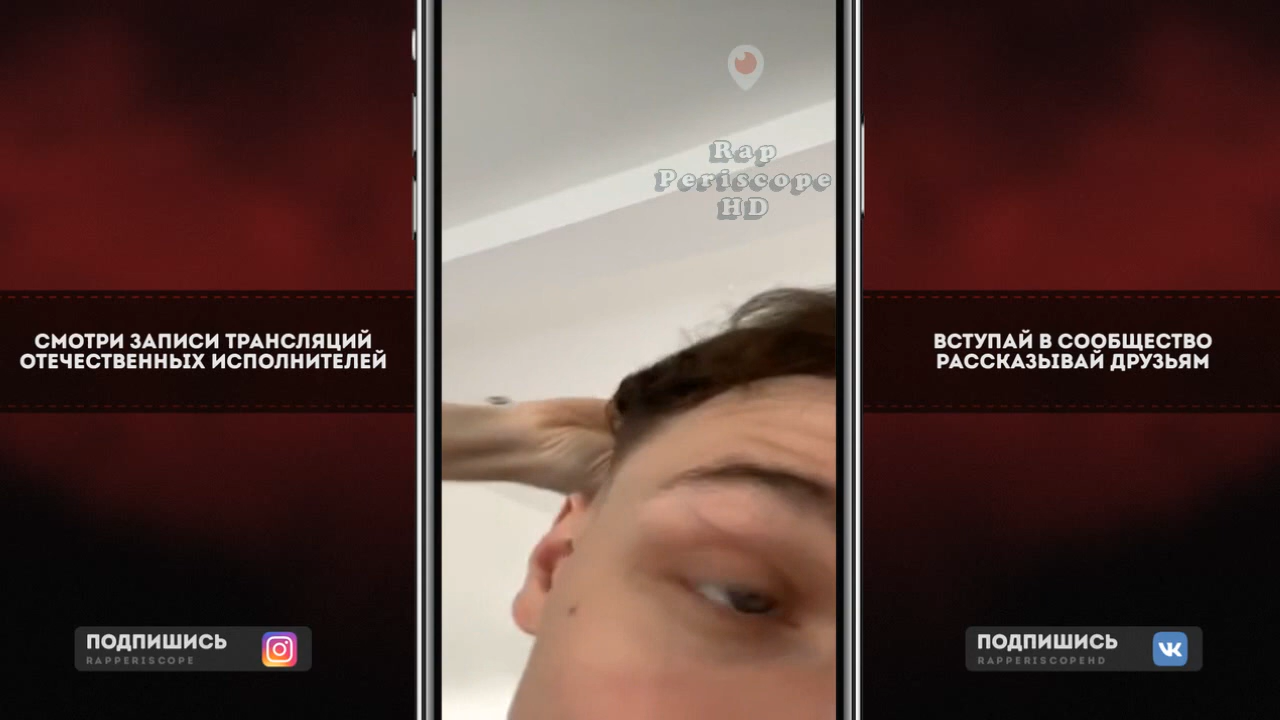 Rap
Periscope
HD
СМОТРИ ЗАПИСИ ТРАНСЛЯЦИЙ
ОТЕЧЕСТВЕННЫХ ИСПОЛНИТЕЛЕЙ
ВСТУПАЙ В СООБЩЕСТВО
РАССКАЗЫВАЙ ДРУЗЬЯМ
ПОДПИШИСЬ
RAPPERISCOPE
ПОДПИШИСЬ
RAPPERISCOPEHD